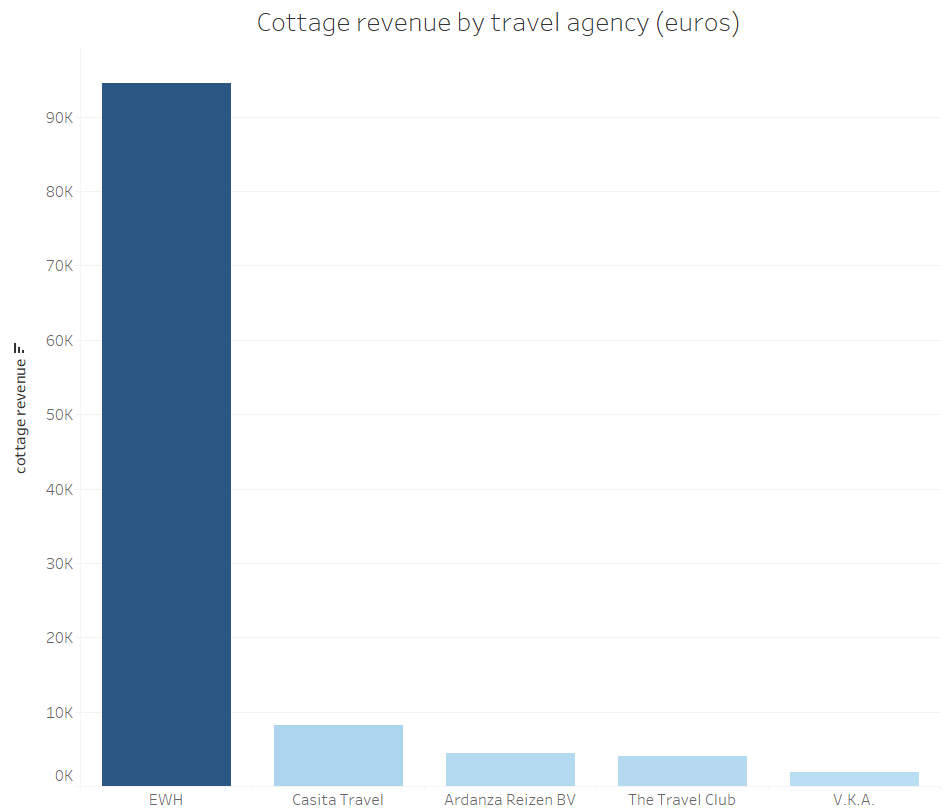 Cottage revenue by travel agency (euros)
cottage revenue
90K
80K
70K
60K
50K
40K
30K
20K
10K
0K
EWH
Casita Travel
Ardanza Reizen BV
The Travel Club
V.K.A.